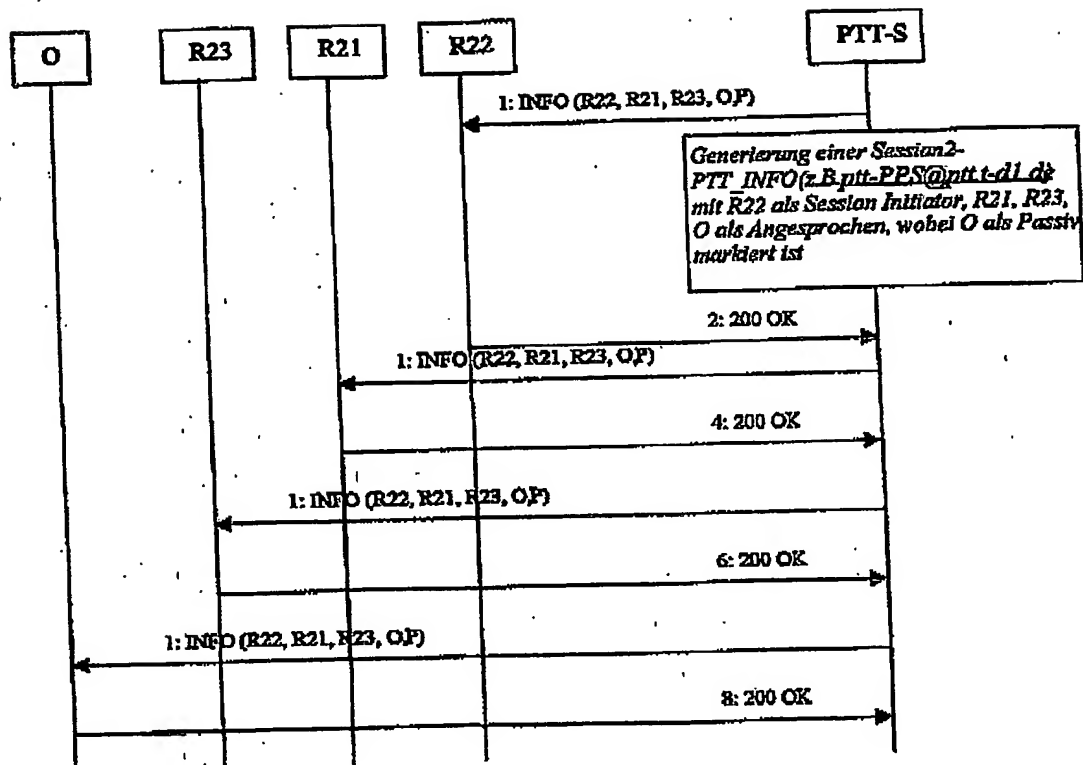 O
R23
R21
R22
PTT-S
1: INFO (R22, R21, R23, O,P)
Generierung einer Session2-
PTT_INFO(z.B.ptt-PPS@ptt.t-d1.de
mit R22 als Session Initiator, R21, R23,
O als Angesprochen, wobei O als Passiv
markiert ist
2: 200 OK
1: INFO (R22, R21, R23, O,P)
4: 200 OK
1: INFO (R22, R21, R23, O,P)
6: 200 OK
1: INFO (R22, R21, R23, O,P)
8: 200 OK